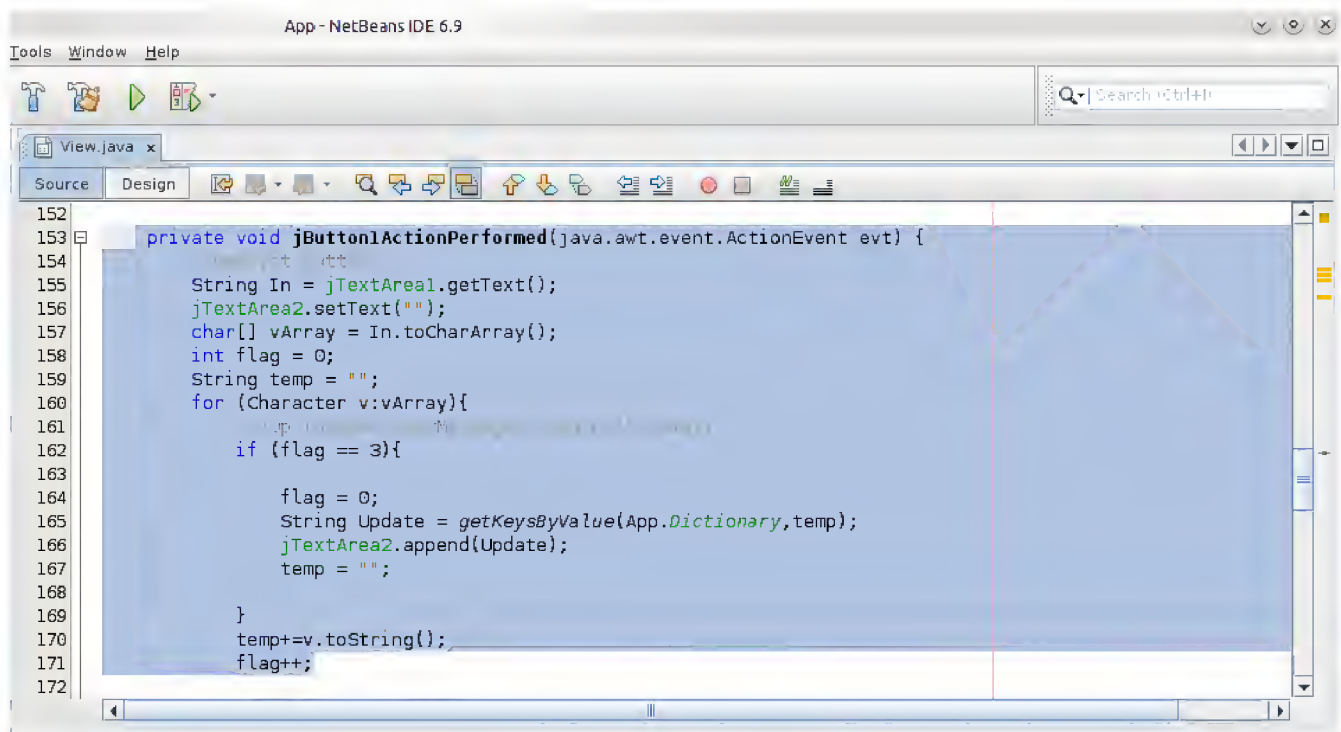 App - NetBeans IDE 6.9
Tools Window Help
Search (Ctrl+I)
View.java x
Source Design
152
153 private void jButton1ActionPerformed(java.awt.event.ActionEvent evt) {
154
155 String In = jTextArea1.getText();
156 jTextArea2.setText("");
157 char[] vArray = In.toCharArray();
158 int flag = 0;
159 String temp = "";
160 for (Character v:vArray){
161
162 if (flag == 3){
163
164 flag = 0;
165 String Update = getKeysByValue(App.Dictionary,temp);
166 jTextArea2.append(Update);
167 temp = "";
168
169 }
170 temp+=v.toString();
171 flag++;
172